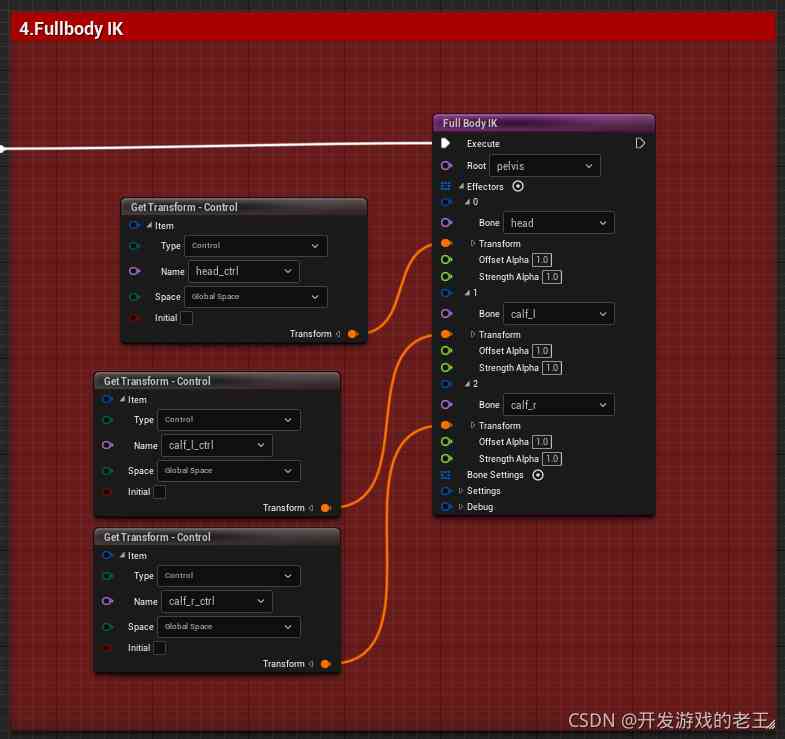 4.Fullbody IK
Full Body IK
Execute
Root pelvis
Effectors
0
Bone head
Transform
Offset Alpha 1.0
Strength Alpha 1.0
1
Bone calf_l
Transform
Offset Alpha 1.0
Strength Alpha 1.0
2
Bone calf_r
Transform
Offset Alpha 1.0
Strength Alpha 1.0
Bone Settings
Settings
Debug
Get Transform - Control
Item
Type Control
Name head_ctrl
Space Global Space
Initial
Transform
Get Transform - Control
Item
Type Control
Name calf_l_ctrl
Space Global Space
Initial
Transform
Get Transform - Control
Item
Type Control
Name calf_r_ctrl
Space Global Space
Initial
Transform
CSDN @开发游戏的老王